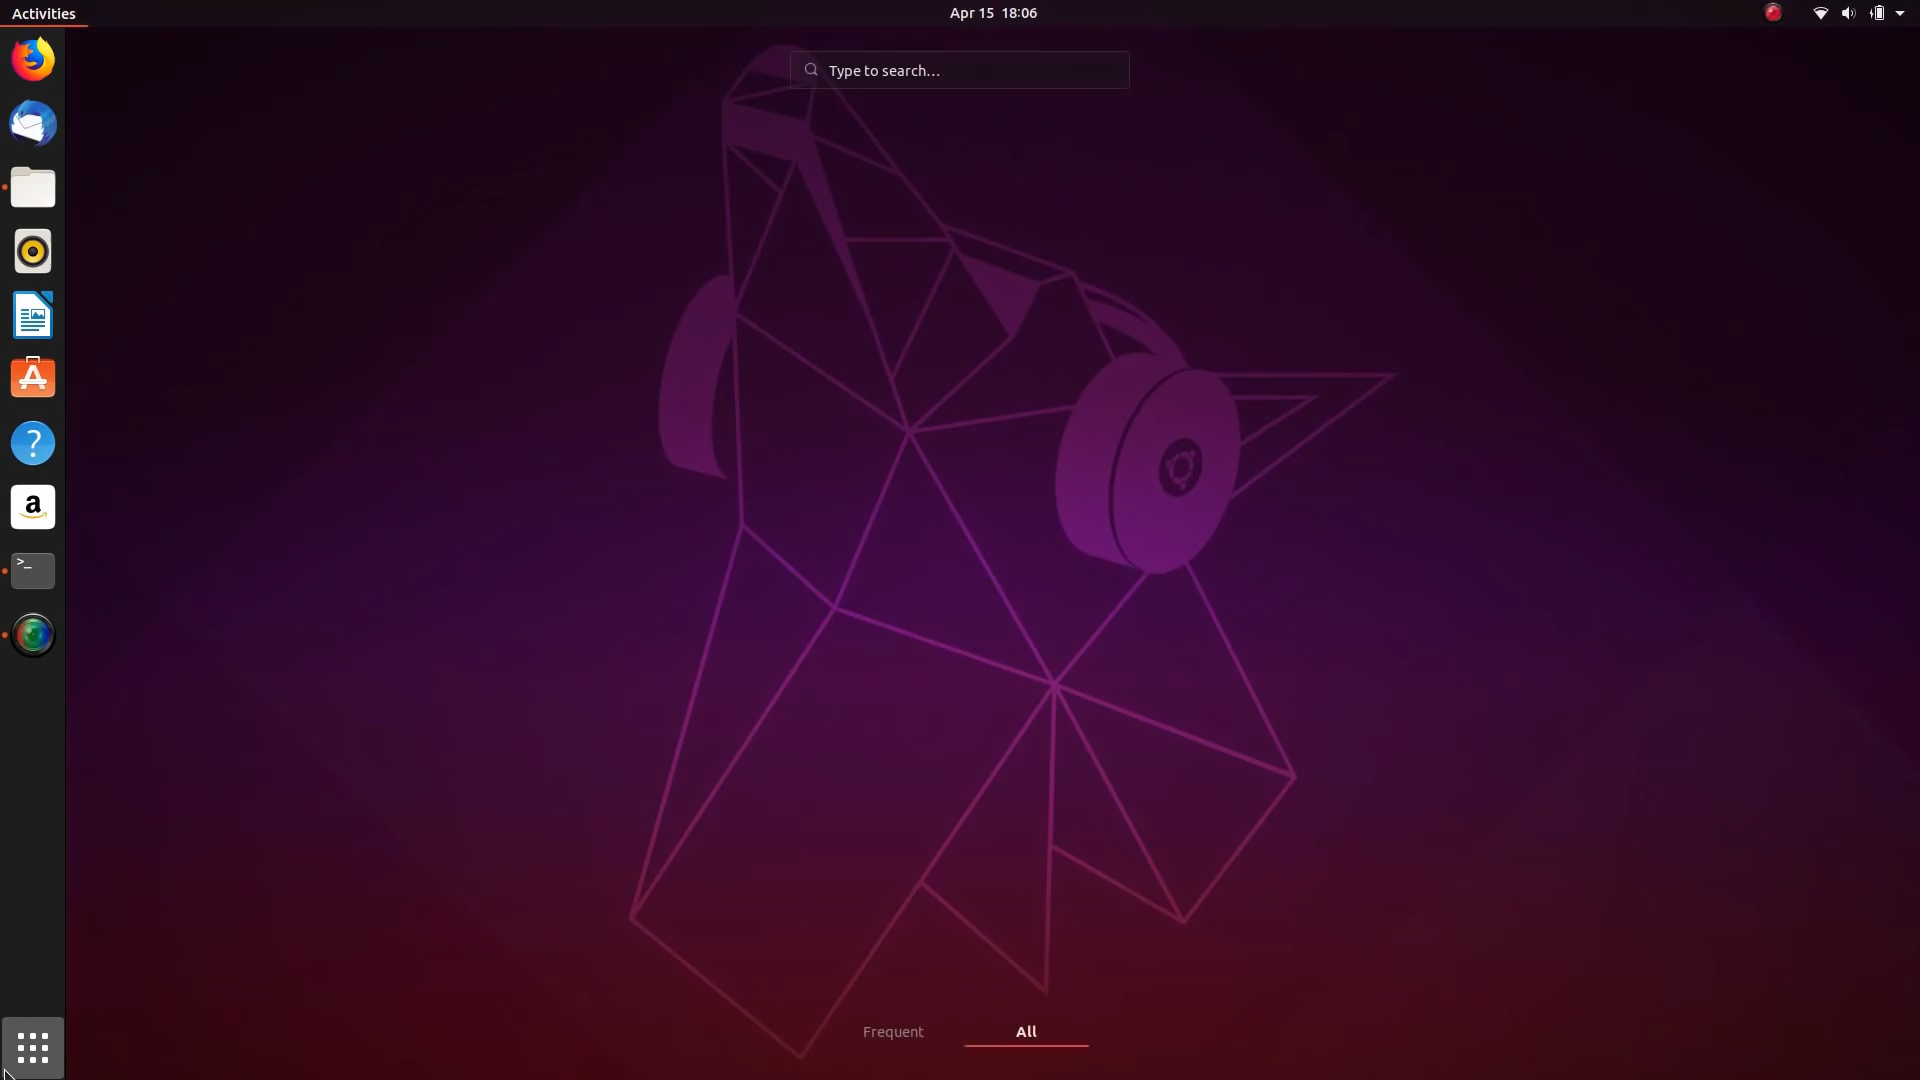 Activities
Apr 15 18:06
Type to search...
?
a
>_
Frequent
All